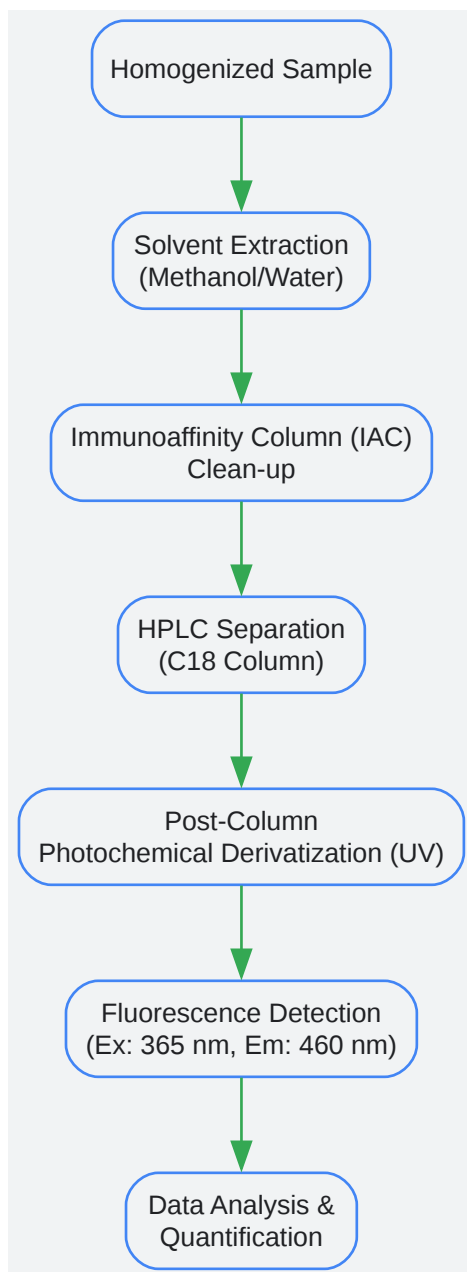 Homogenized Sample
Solvent Extraction
(Methanol/Water)
Immunoaffinity Column (IAC)
Clean-up
HPLC Separation
(C18 Column)
Post-Column
Photochemical Derivatization (UV)
Fluorescence Detection
(Ex: 365 nm, Em: 460 nm)
Data Analysis &
Quantification